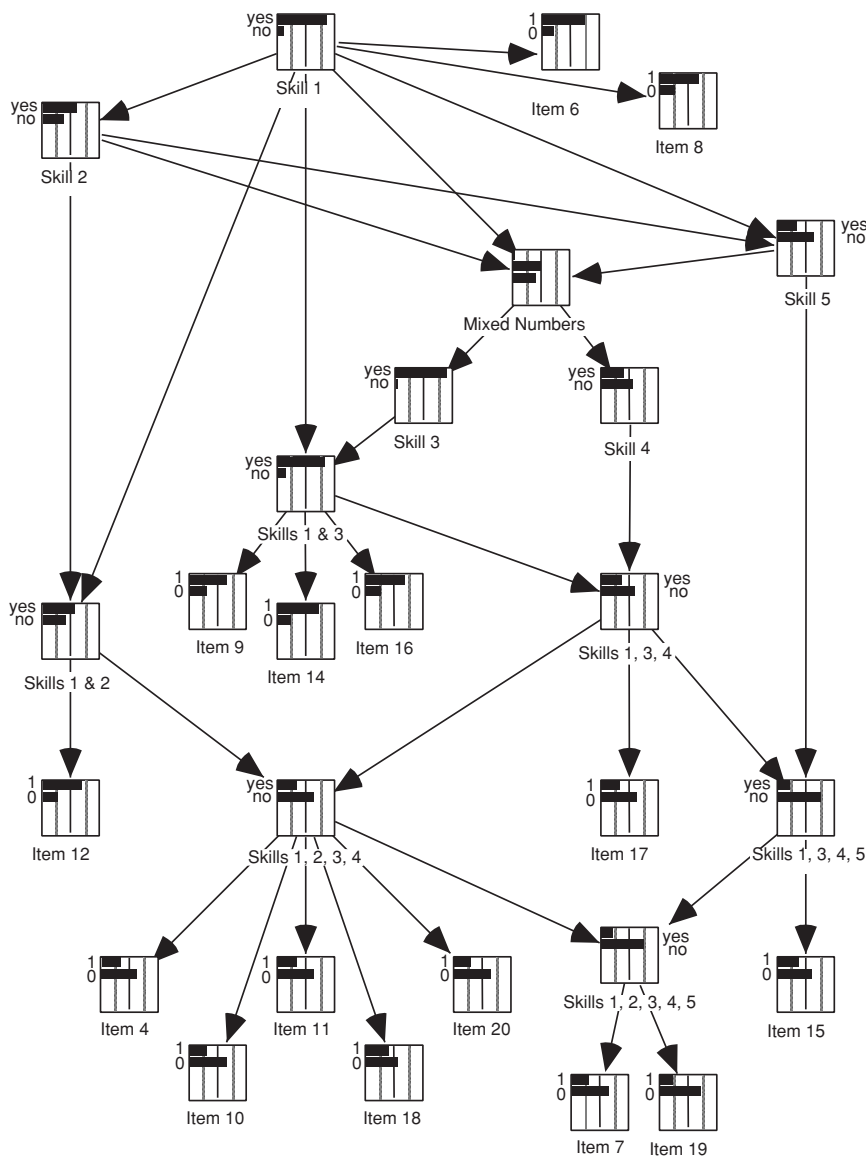 yes
no
Skill 1
1
0
Item 6
1
0
Item 8
yes
no
Skill 2
yes
no
Skill 5
Mixed Numbers
yes
no
Skill 3
yes
no
Skill 4
yes
no
Skills 1 & 3
1
0
Item 9
1
0
Item 14
1
0
Item 16
yes
no
Skills 1, 3, 4
yes
no
Skills 1 & 2
1
0
Item 12
yes
no
Skills 1, 2, 3, 4
1
0
Item 17
yes
no
Skills 1, 3, 4, 5
1
0
Item 4
1
0
Item 11
1
0
Item 20
yes
no
Skills 1, 2, 3, 4, 5
1
0
Item 15
1
0
Item 10
1
0
Item 18
1
0
Item 7
1
0
Item 19